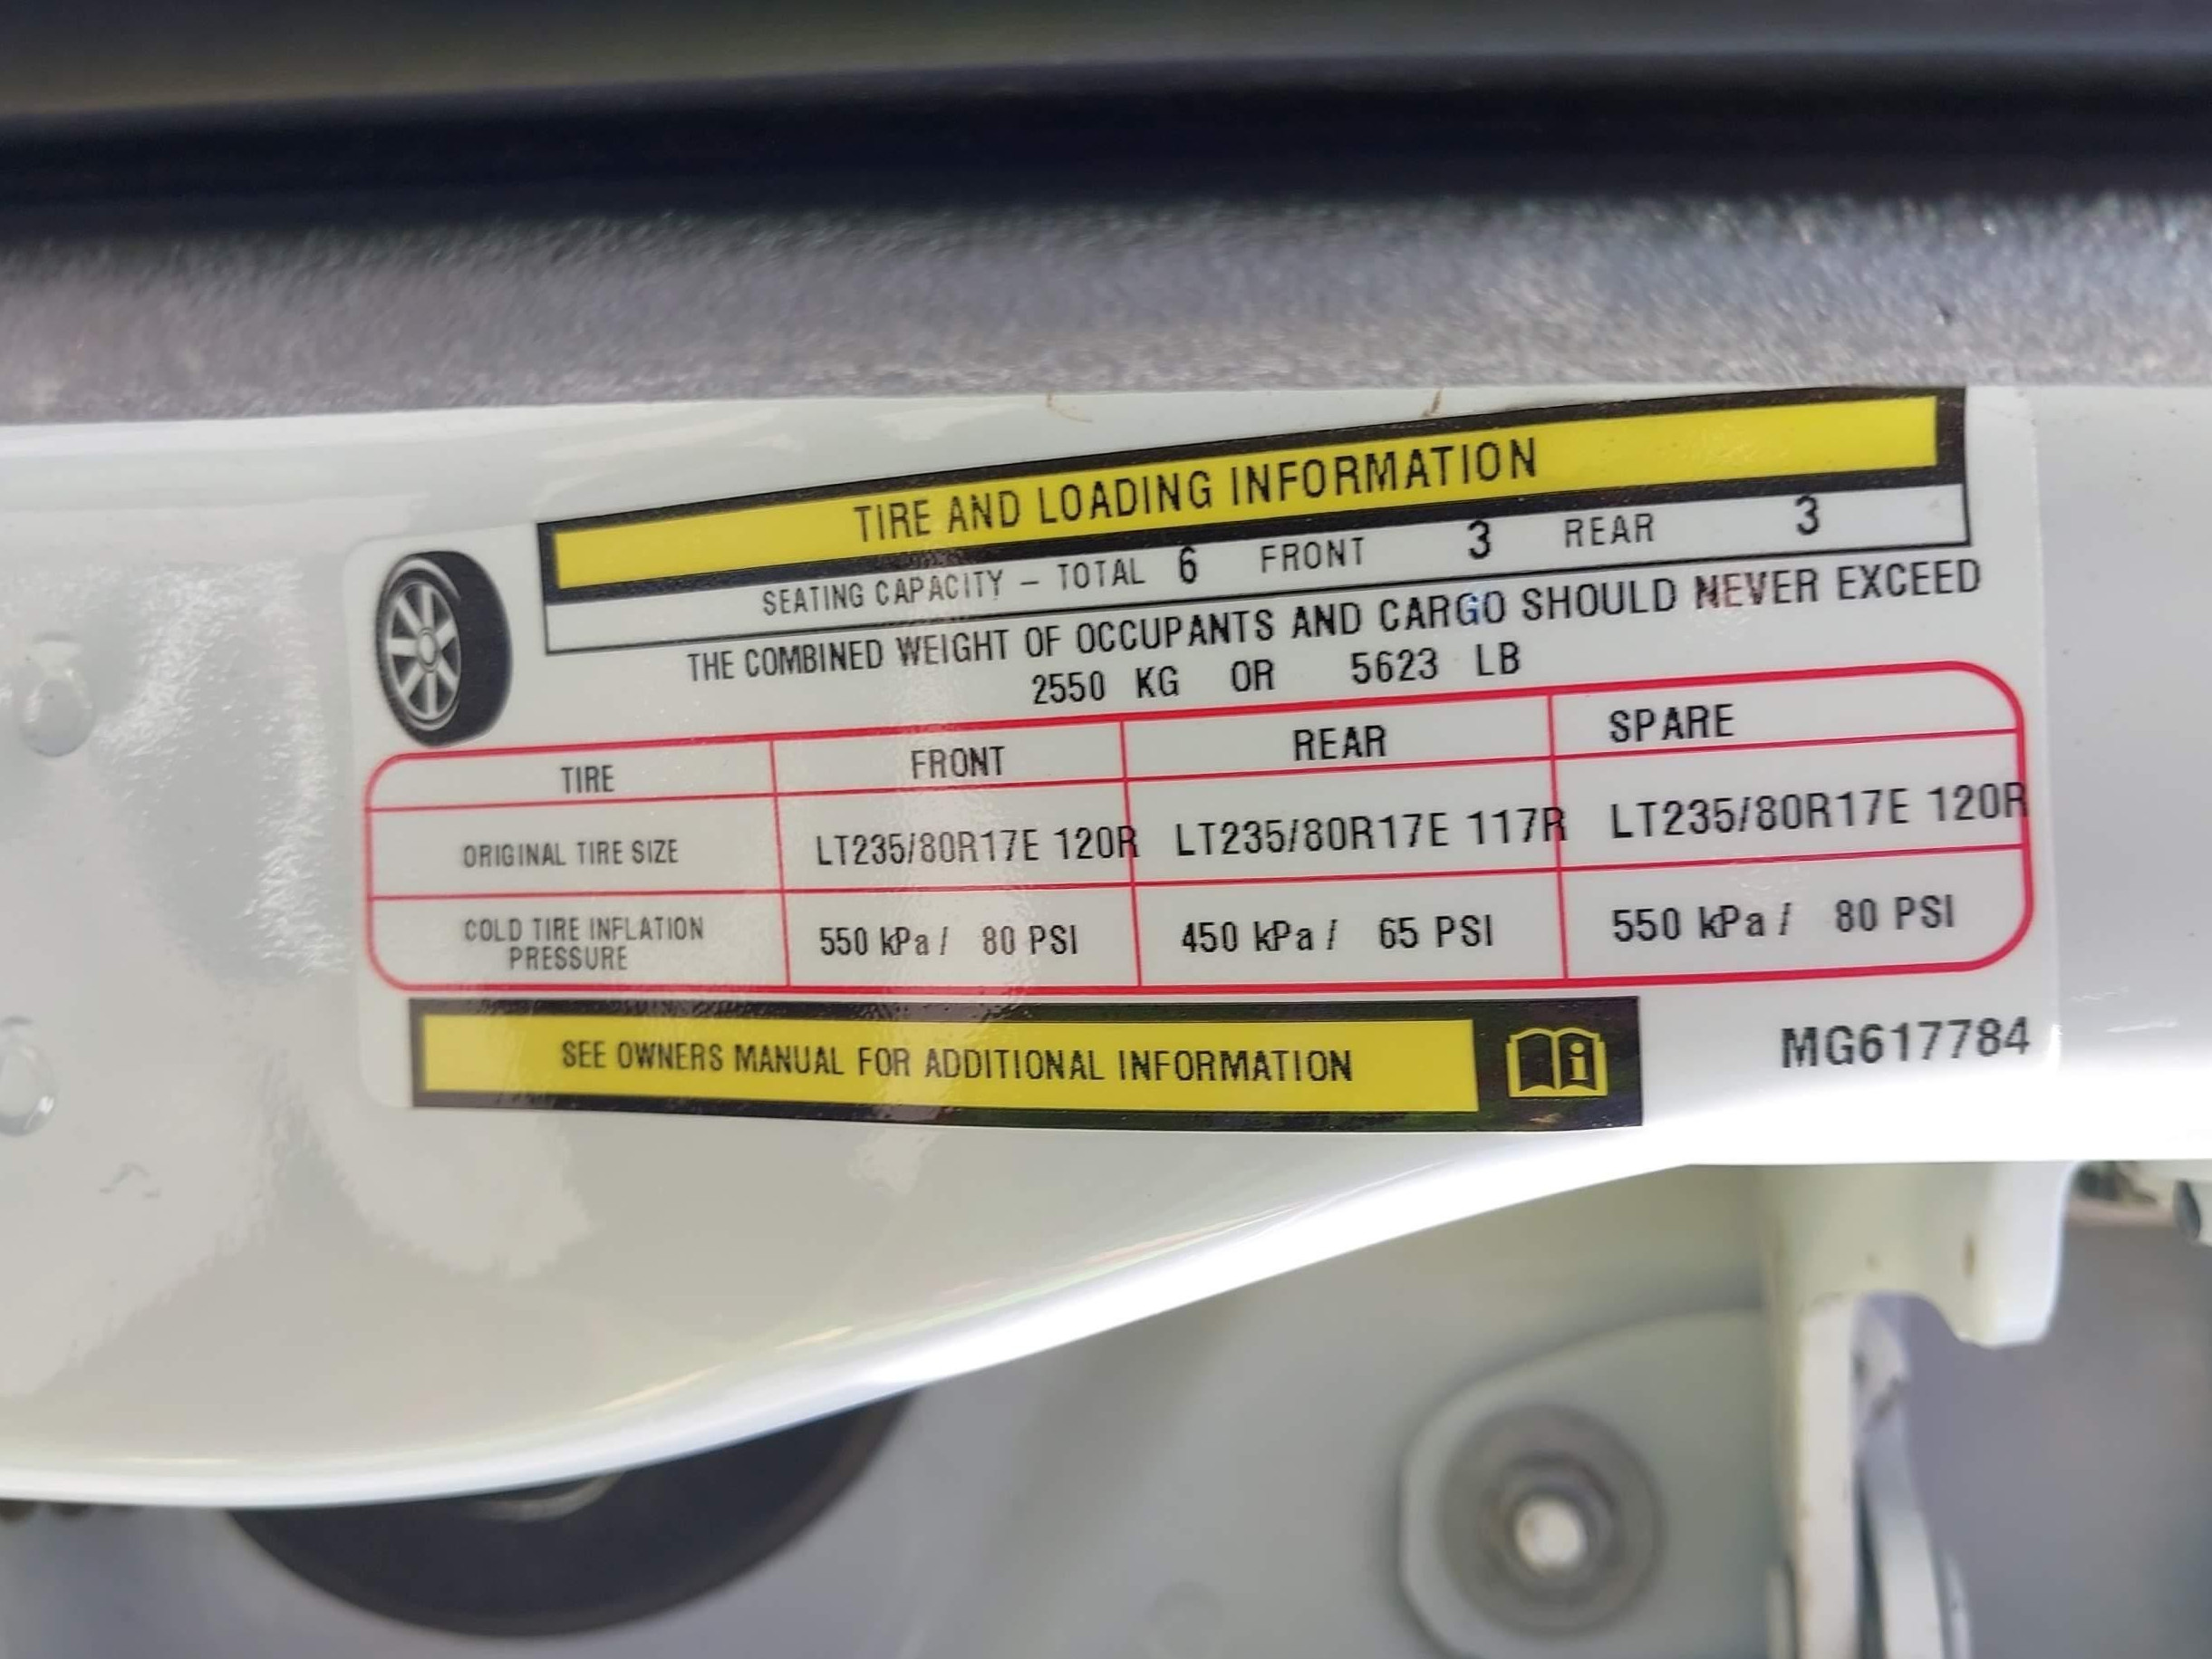 TIRE AND LOADING INFORMATION
SEATING CAPACITY – TOTAL 6 FRONT 3 REAR 3
THE COMBINED WEIGHT OF OCCUPANTS AND CARGO SHOULD NEVER EXCEED
2550 KG OR 5623 LB
TIRE FRONT REAR SPARE
ORIGINAL TIRE SIZE LT235/80R17E 120R LT235/80R17E 117R LT235/80R17E 120R
COLD TIRE INFLATION
PRESSURE 550 kPa / 80 PSI 450 kPa / 65 PSI 550 kPa / 80 PSI
SEE OWNERS MANUAL FOR ADDITIONAL INFORMATION
MG617784